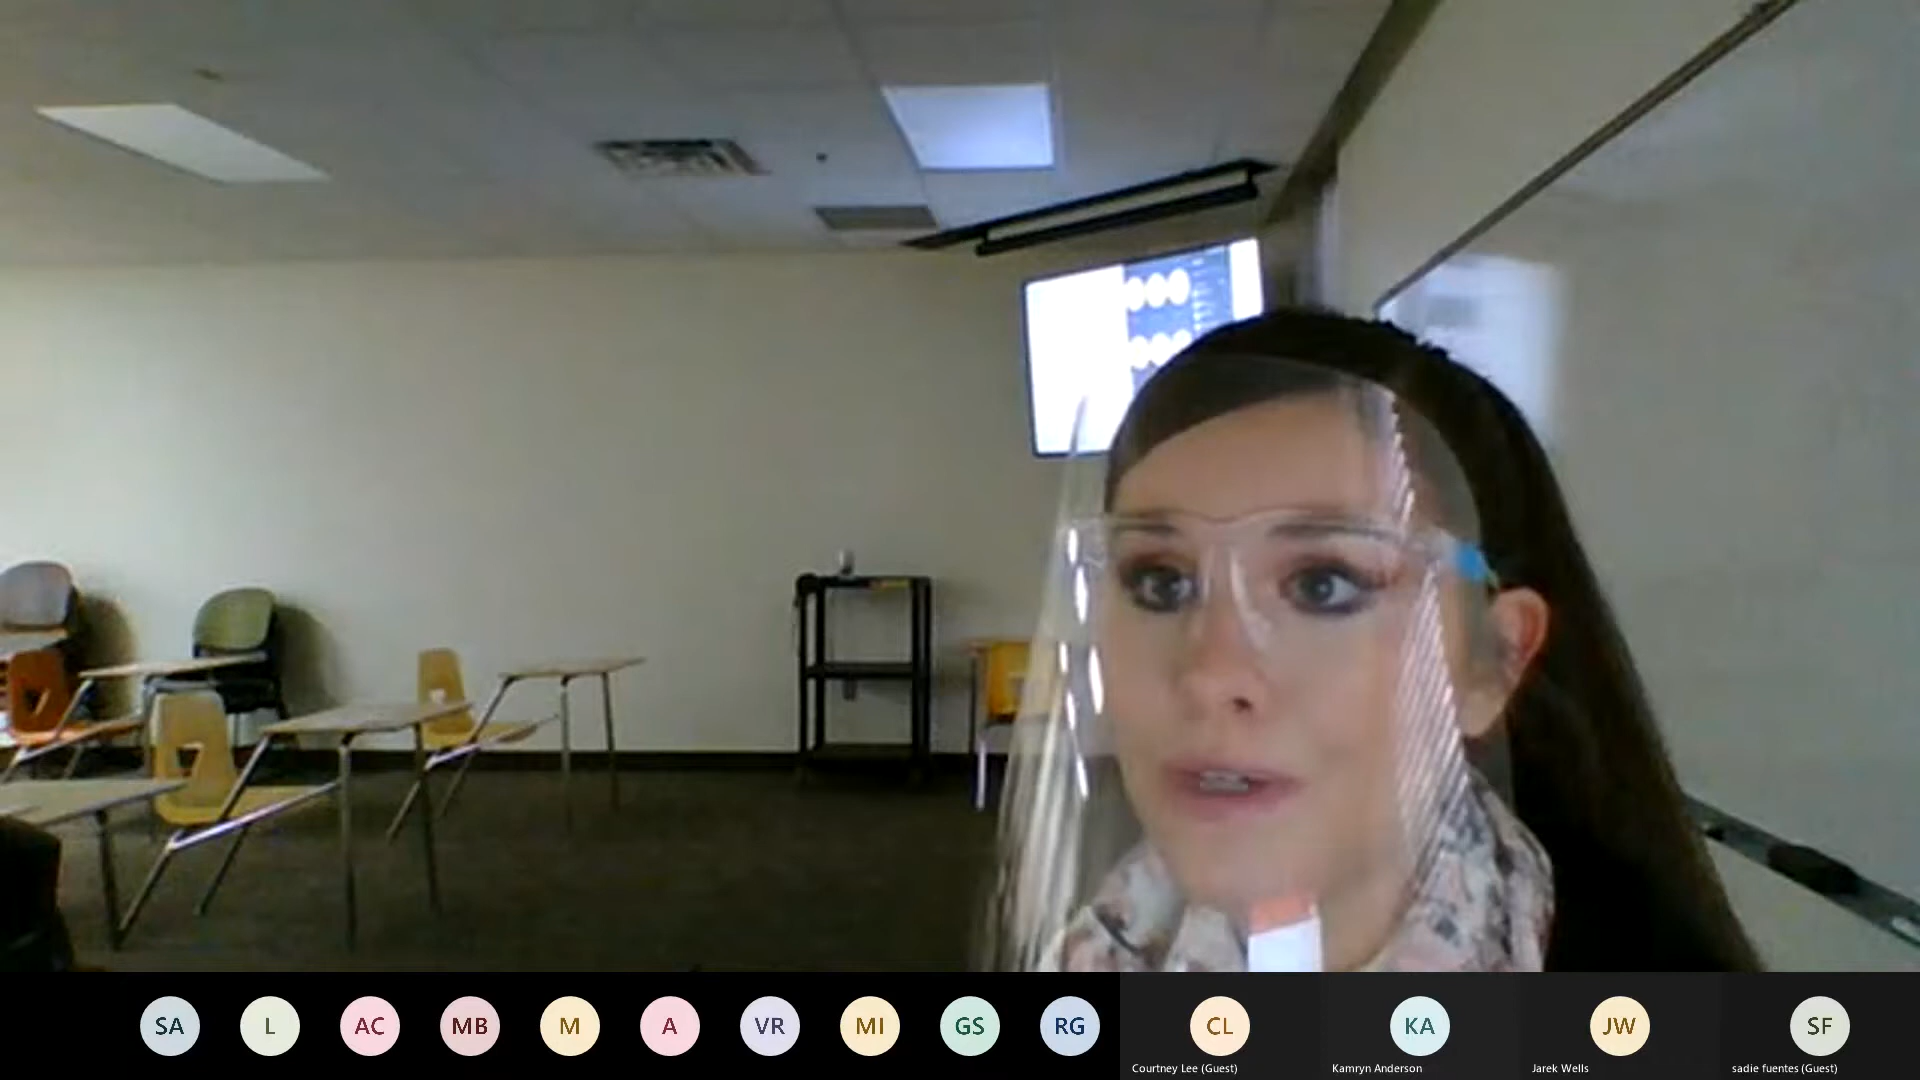 SA L AC MB M A VR MI GS RG CL KA JW SF
Courtney Lee (Guest) Kamryn Anderson Jarek Wells sadie fuentes (Guest)